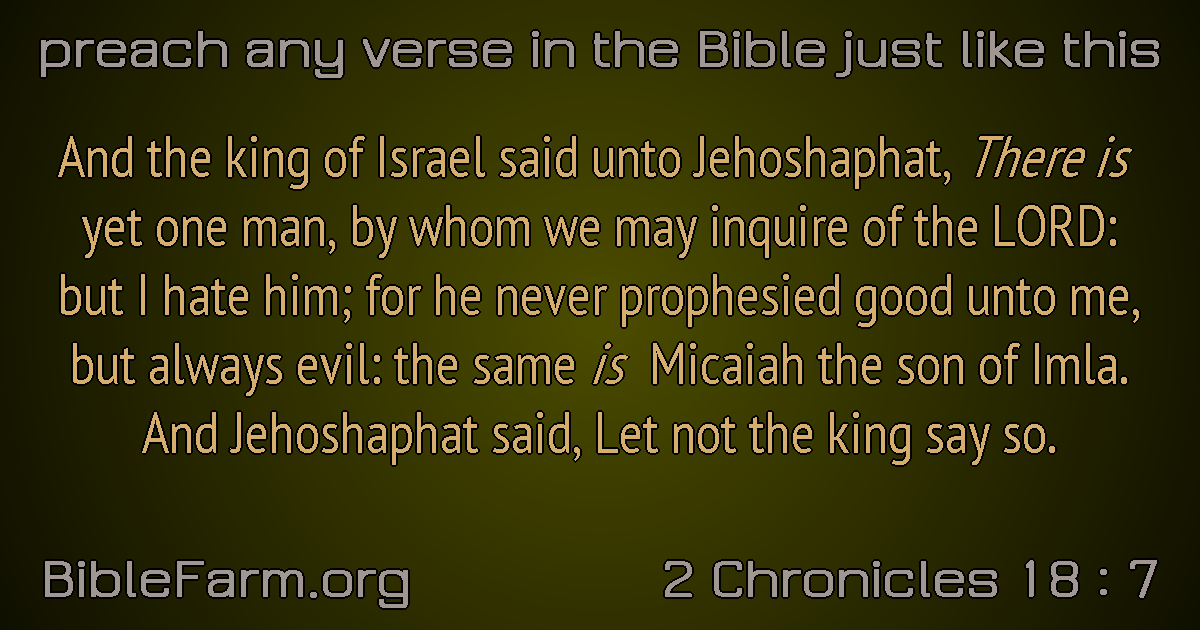 preach any verse in the Bible just like this
And the king of Israel said unto Jehoshaphat, There is
yet one man, by whom we may inquire of the LORD:
but I hate him; for he never prophesied good unto me,
but always evil: the same is Micaiah the son of Imla.
And Jehoshaphat said, Let not the king say so.
BibleFarm.org
2 Chronicles 18 : 7